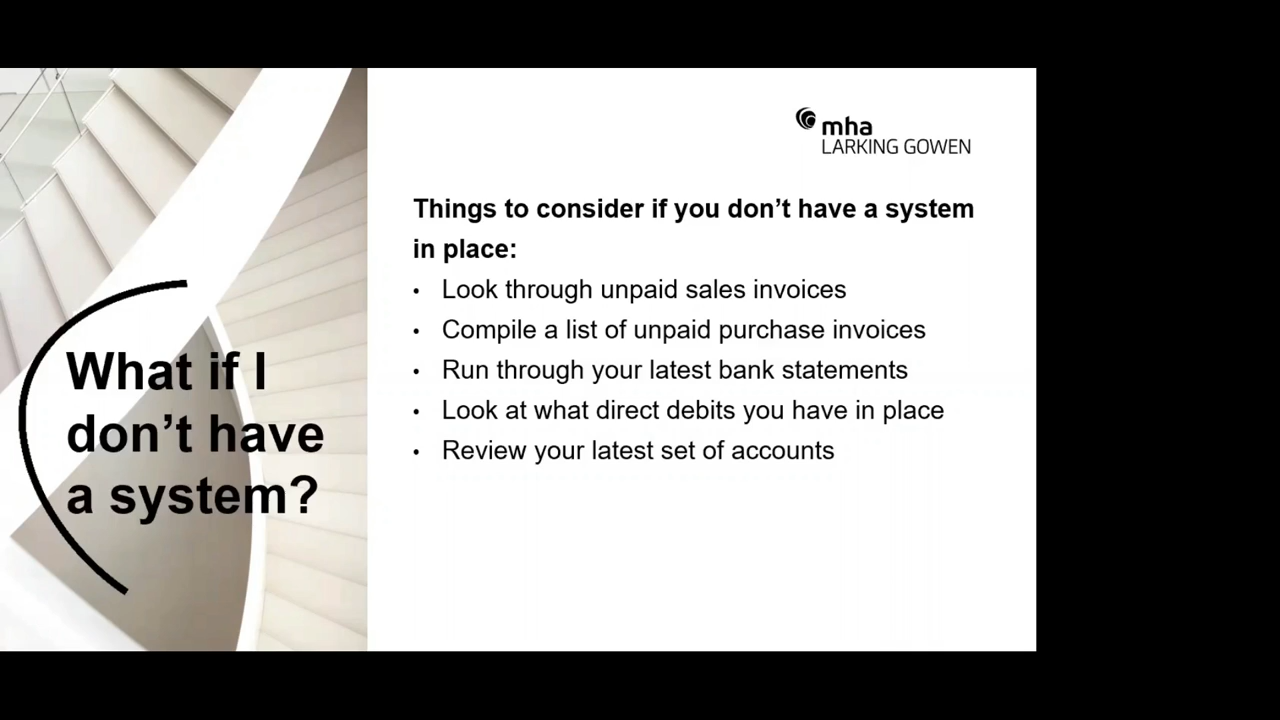 What if I
don’t have
a system?
mha
LARKING GOWEN
Things to consider if you don’t have a system
in place:
• Look through unpaid sales invoices
• Compile a list of unpaid purchase invoices
• Run through your latest bank statements
• Look at what direct debits you have in place
• Review your latest set of accounts